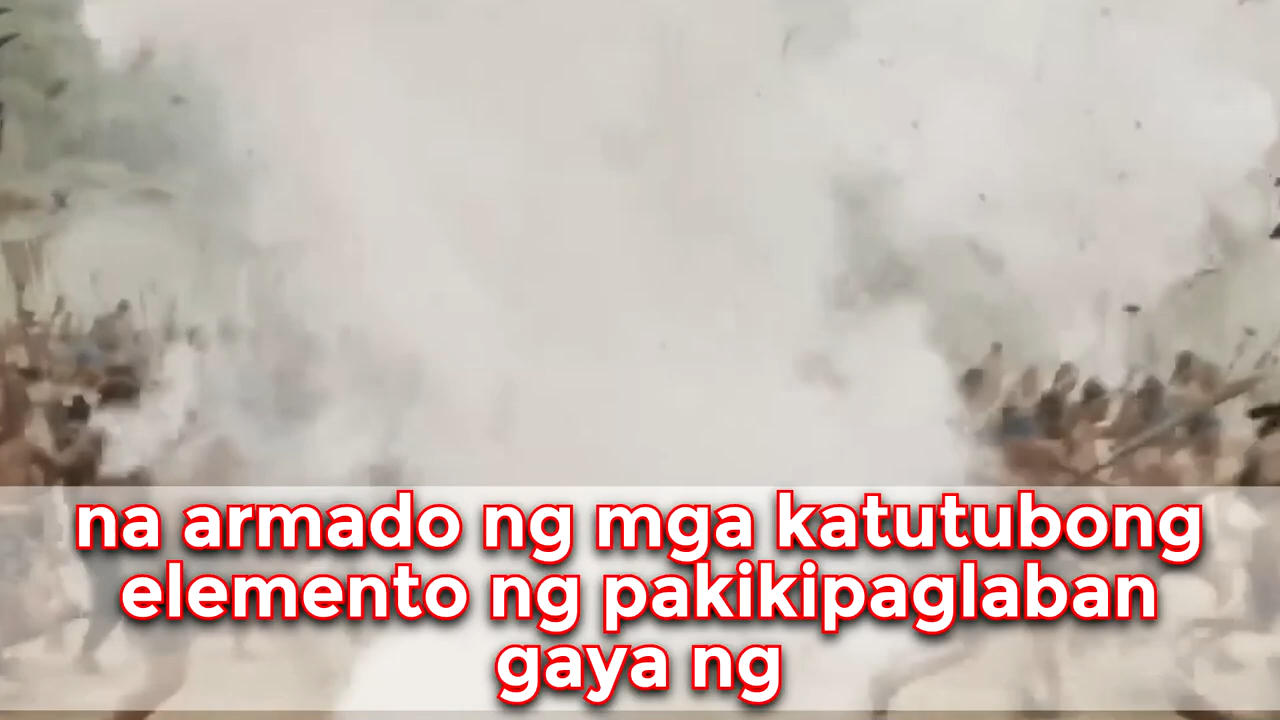 na armado ng mga katutubong
elemento ng pakikipaglaban
gaya ng